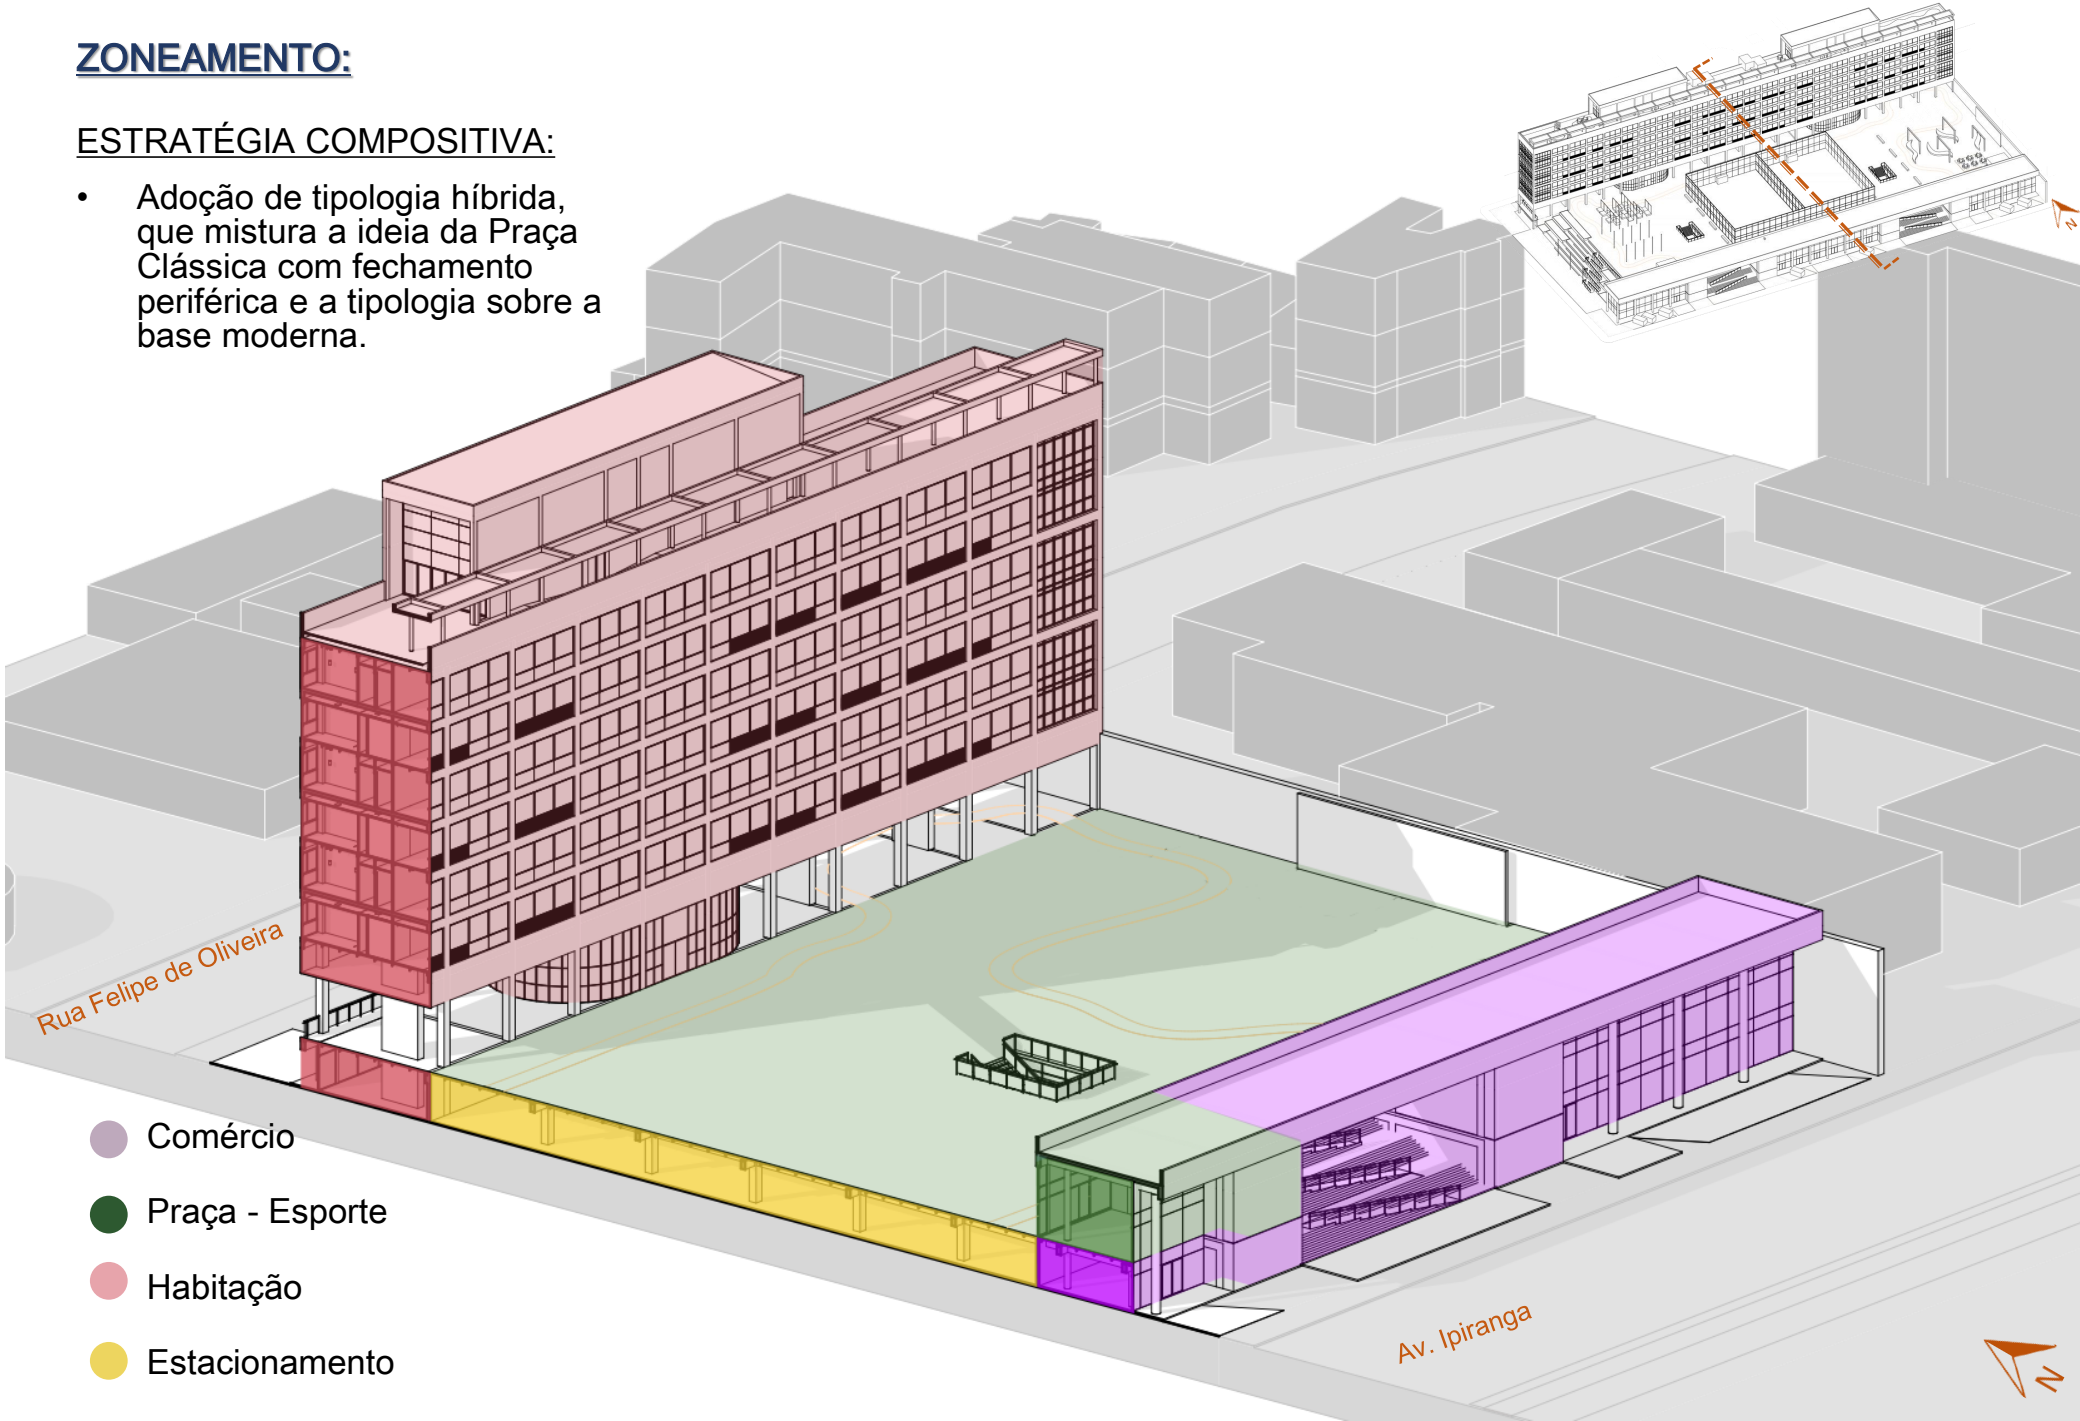 ZONEAMENTO:
ESTRATÉGIA COMPOSITIVA:
• Adoção de tipologia híbrida,
que mistura a ideia da Praça
Clássica com fechamento
periférica e a tipologia sobre a
base moderna.
N
Rua Felipe de Oliveira
Comércio
Praça - Esporte
Habitação
Estacionamento
Av. Ipiranga
N